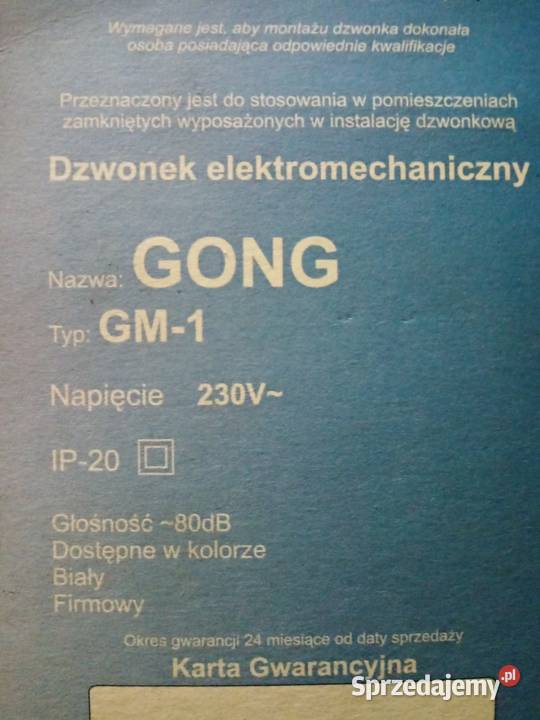 Wymagane jest, aby montażu dzwonka dokonała
osoba posiadająca odpowiednie kwalifikacje
Przeznaczony jest do stosowania w pomieszczeniach
zamkniętych wyposażonych w instalację dzwonkową
Dzwonek elektromechaniczny
Nazwa: GONG
Typ: GM-1
Napięcie 230V~
IP-20
Głośność ~80dB
Dostępne w kolorze
Biały
Firmowy
Okres gwarancji 24 miesiące od daty sprzedaży
Karta Gwarancyjna
Sprzedajemy.pl